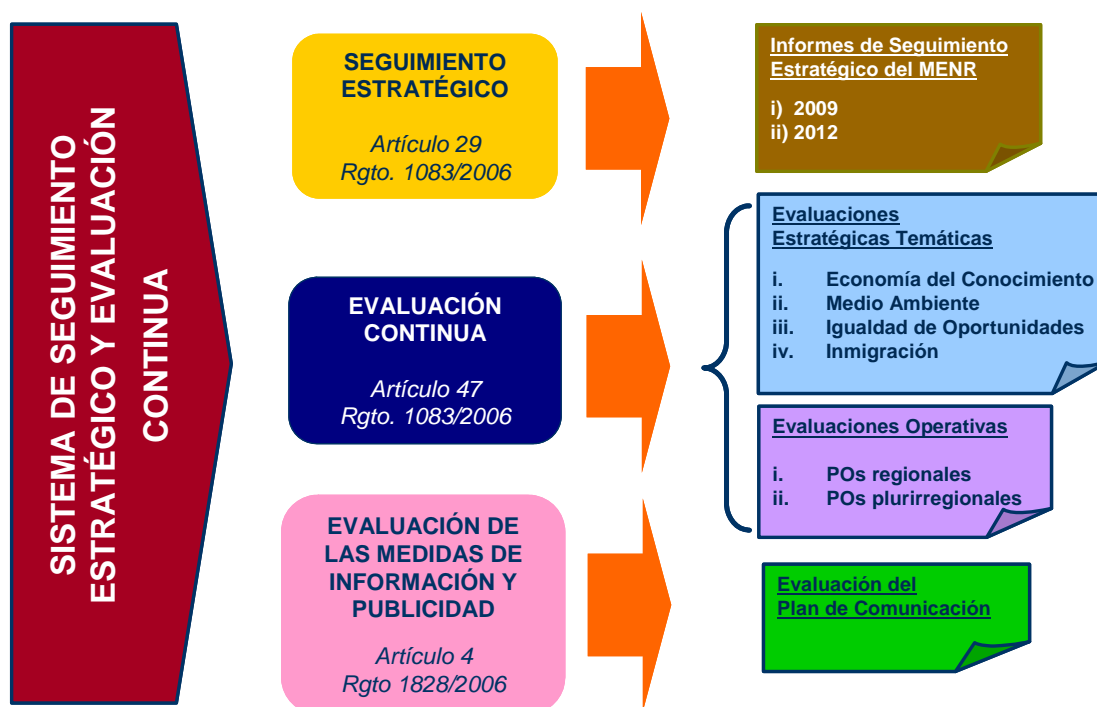 SISTEMA DE SEGUIMIENTO
ESTRATÉGICO Y EVALUACIÓN
CONTINUA
SEGUIMIENTO
ESTRATÉGICO
Artículo 29
Rgto. 1083/2006
Informes de Seguimiento
Estratégico del MENR
i) 2009
ii) 2012
EVALUACIÓN
CONTINUA
Artículo 47
Rgto. 1083/2006
Evaluaciones
Estratégicas Temáticas
i. Economía del Conocimiento
ii. Medio Ambiente
iii. Igualdad de Oportunidades
iv. Inmigración
Evaluaciones Operativas
i. POs regionales
ii. POs plurirregionales
EVALUACIÓN DE
LAS MEDIDAS DE
INFORMACIÓN Y
PUBLICIDAD
Artículo 4
Rgto 1828/2006
Evaluación del
Plan de Comunicación